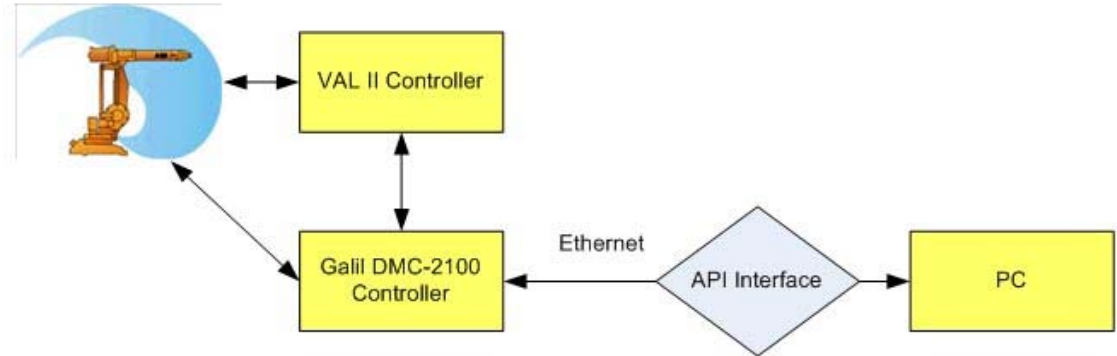 VAL II Controller
Galil DMC-2100
Controller
Ethernet
API Interface
PC